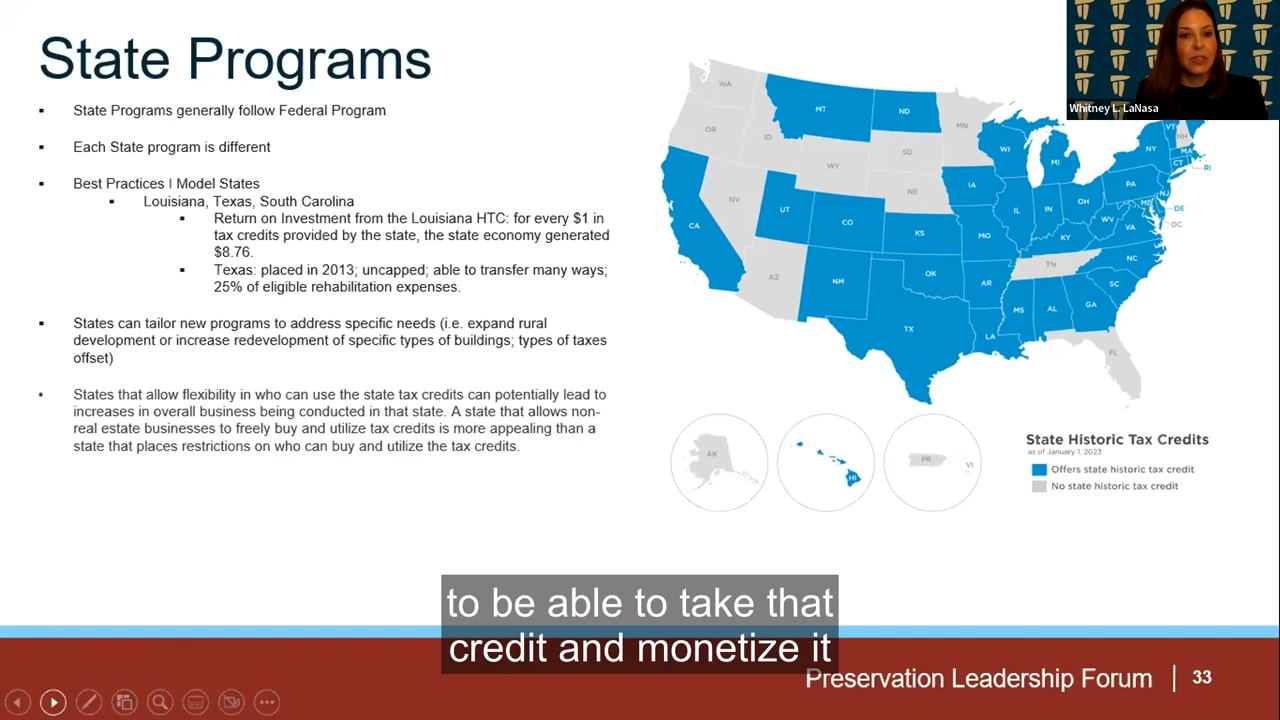 State Programs
State Programs generally follow Federal Program
Each State program is different
Best Practices | Model States
Louisiana, Texas, South Carolina
Return on Investment from the Louisiana HTC: for every $1 in
tax credits provided by the state, the state economy generated
$8.76.
Texas: placed in 2013; uncapped; able to transfer many ways;
25% of eligible rehabilitation expenses.
States can tailor new programs to address specific needs (i.e. expand rural
development or increase redevelopment of specific types of buildings; types of taxes
offset)
States that allow flexibility in who can use the state tax credits can potentially lead to
increases in overall business being conducted in that state. A state that allows non-
real estate businesses to freely buy and utilize tax credits is more appealing than a
state that places restrictions on who can buy and utilize the tax credits.
Whitney L. LaNasa
WA
MT
ND
MN
OR
ID
WY
SD
WI
MI
VT
NH
NY
MA
CT
RI
NV
UT
CO
NE
IA
IL
IN
OH
PA
NJ
MD
DE
DC
CA
KS
MO
KY
WV
VA
AZ
NM
OK
AR
TN
NC
SC
TX
LA
MS
AL
GA
FL
AK
HI
PR
VI
State Historic Tax Credits
as of January 1, 2023
Offers state historic tax credit
No state historic tax credit
to be able to take that
credit and monetize it
Preservation Leadership Forum | 33